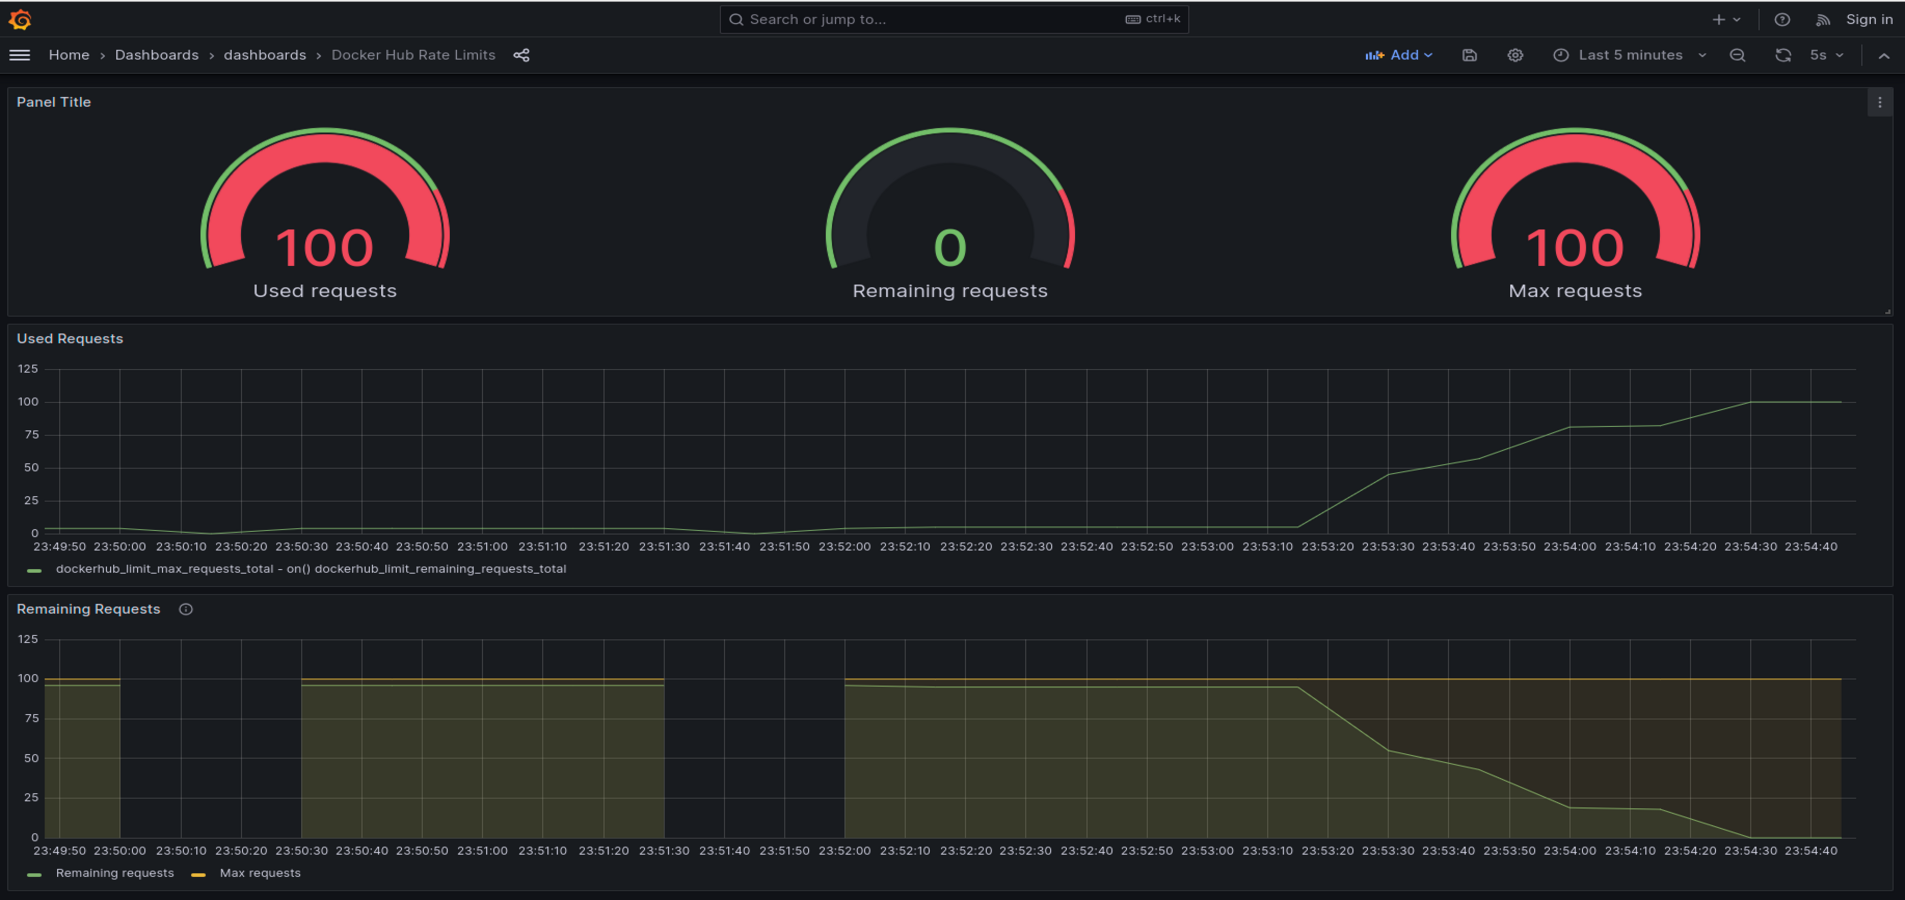 Search or jump to... ctrl+k Sign in
Home › Dashboards › dashboards › Docker Hub Rate Limits Add Last 5 minutes 5s
Panel Title
100 0 100
Used requests Remaining requests Max requests
Used Requests
125
100
75
50
25
0
23:49:50 23:50:00 23:50:10 23:50:20 23:50:30 23:50:40 23:50:50 23:51:00 23:51:10 23:51:20 23:51:30 23:51:40 23:51:50 23:52:00 23:52:10 23:52:20 23:52:30 23:52:40 23:52:50 23:53:00 23:53:10 23:53:20 23:53:30 23:53:40 23:53:50 23:54:00 23:54:10 23:54:20 23:54:30 23:54:40
dockerhub_limit_max_requests_total - on() dockerhub_limit_remaining_requests_total
Remaining Requests
125
100
75
50
25
0
23:49:50 23:50:00 23:50:10 23:50:20 23:50:30 23:50:40 23:50:50 23:51:00 23:51:10 23:51:20 23:51:30 23:51:40 23:51:50 23:52:00 23:52:10 23:52:20 23:52:30 23:52:40 23:52:50 23:53:00 23:53:10 23:53:20 23:53:30 23:53:40 23:53:50 23:54:00 23:54:10 23:54:20 23:54:30 23:54:40
Remaining requests Max requests